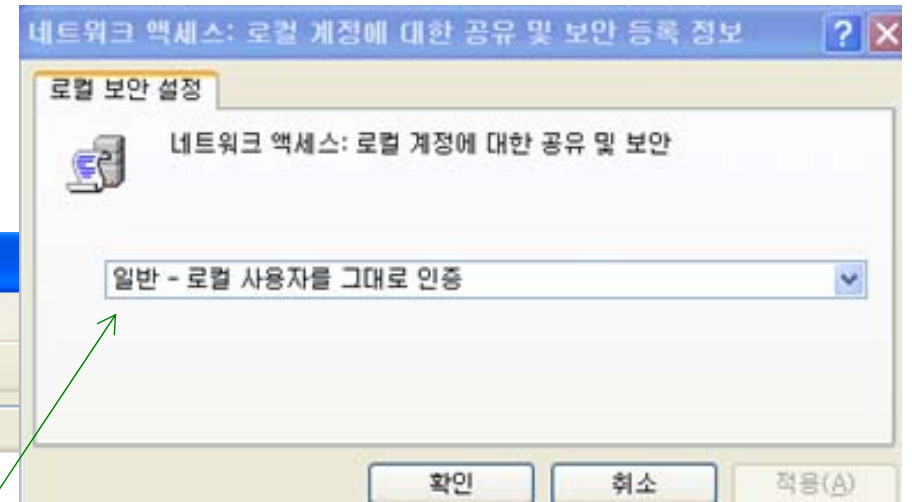 네트워크 액세스: 로컬 계정에 대한 공유 및 보안 등록 정보
로컬 보안 설정
네트워크 액세스: 로컬 계정에 대한 공유 및 보안
일반 - 로컬 사용자를 그대로 인증
확인 취소 적용(A)